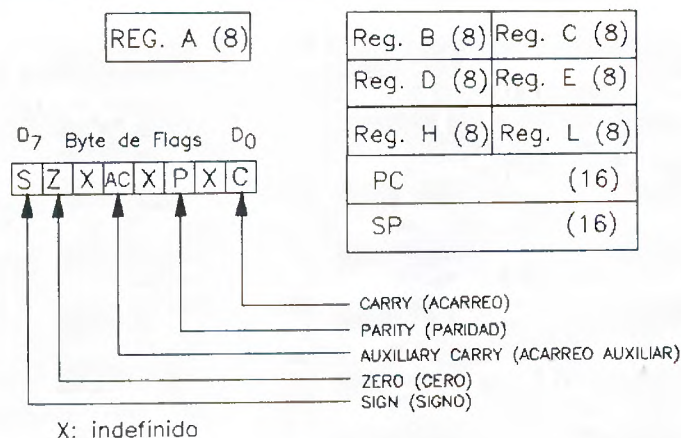 REG. A (8)
Reg. B (8) Reg. C (8)
Reg. D (8) Reg. E (8)
Reg. H (8) Reg. L (8)
PC (16)
SP (16)
D7 Byte de Flags D0
S Z X AC X P X C
CARRY (ACARREO)
PARITY (PARIDAD)
AUXILIARY CARRY (ACARREO AUXILIAR)
ZERO (CERO)
SIGN (SIGNO)
X: indefinido